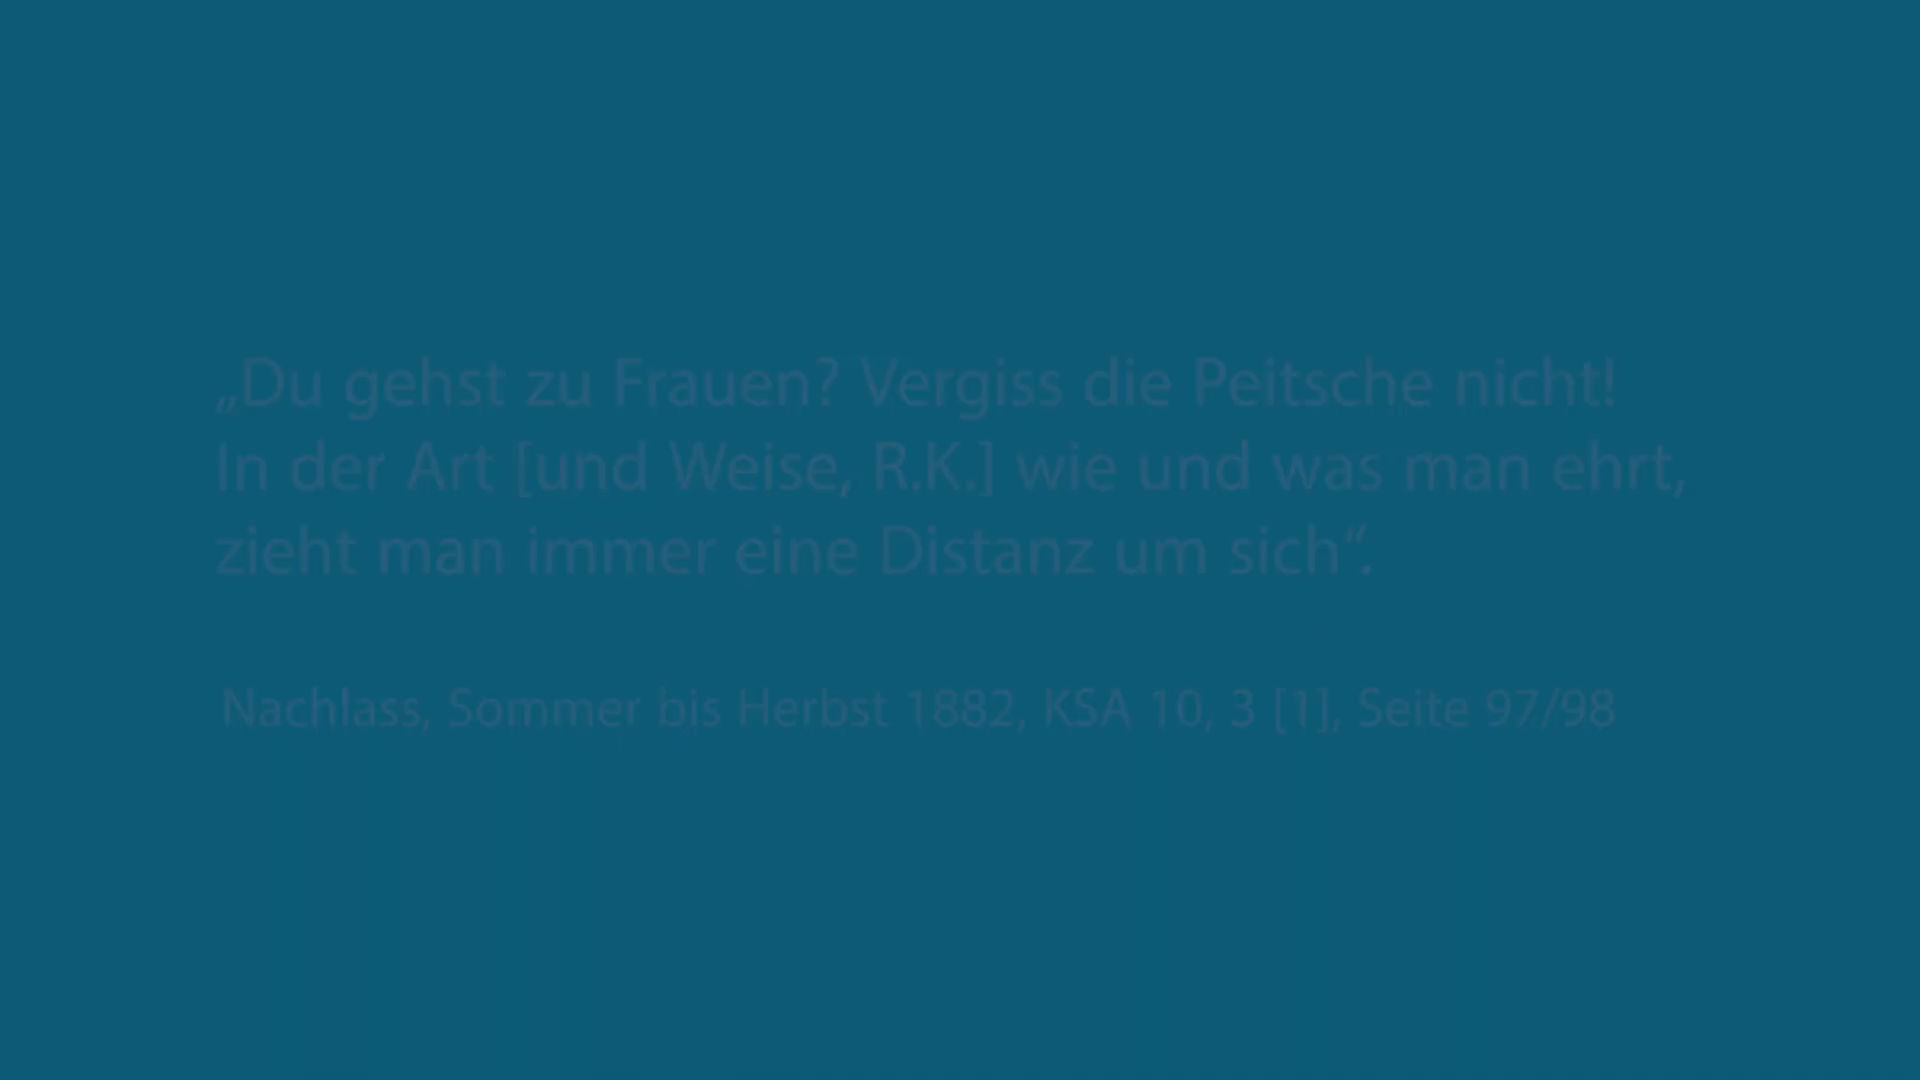 „Du gehst zu Frauen? Vergiss die Peitsche nicht!
In der Art [und Weise, R.K.] wie und was man ehrt,
zieht man immer eine Distanz um sich“.
Nachlass, Sommer bis Herbst 1882, KSA 10, 3 [1], Seite 97/98